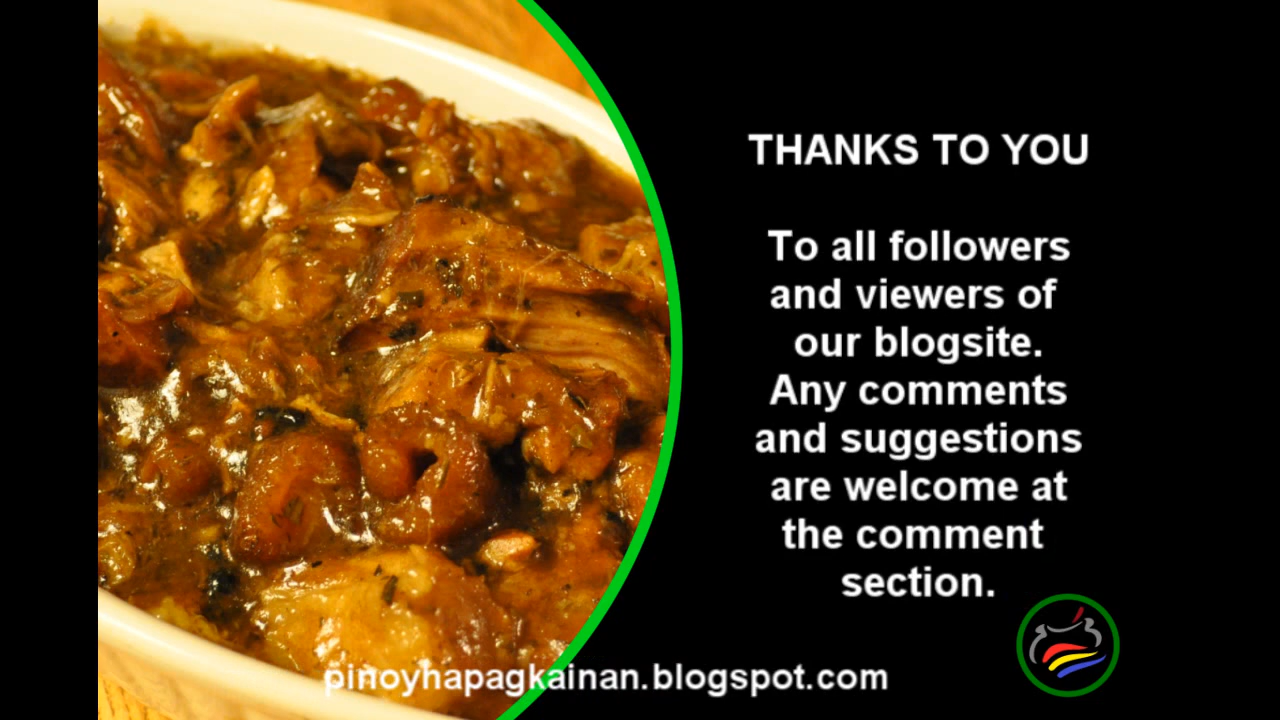 THANKS TO YOU
To all followers
and viewers of
our blogsite.
Any comments
and suggestions
are welcome at
the comment
section.
pinoyhapagkainan.blogspot.com